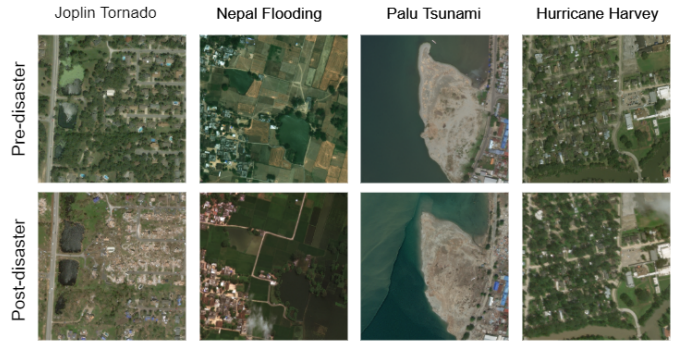 Joplin Tornado Nepal Flooding Palu Tsunami Hurricane Harvey
Pre-disaster
Post-disaster